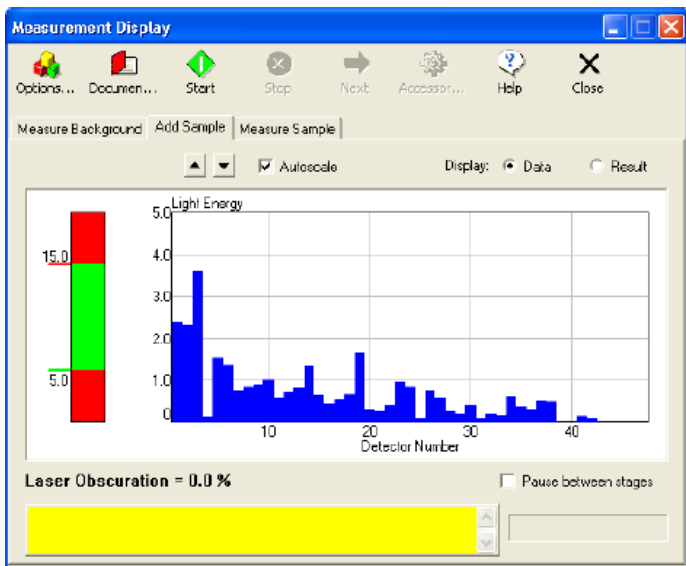 Measurement Display
Options... Documen... Start Stop Next Accessor... Help Close
Measure Background Add Sample Measure Sample
Autoscale Display: Data Result
Light Energy
5.0
15.0 4.0
3.0
2.0
5.0 1.0
0
10 20 30 40
Detector Number
Laser Obscuration = 0.0 % Pause between stages